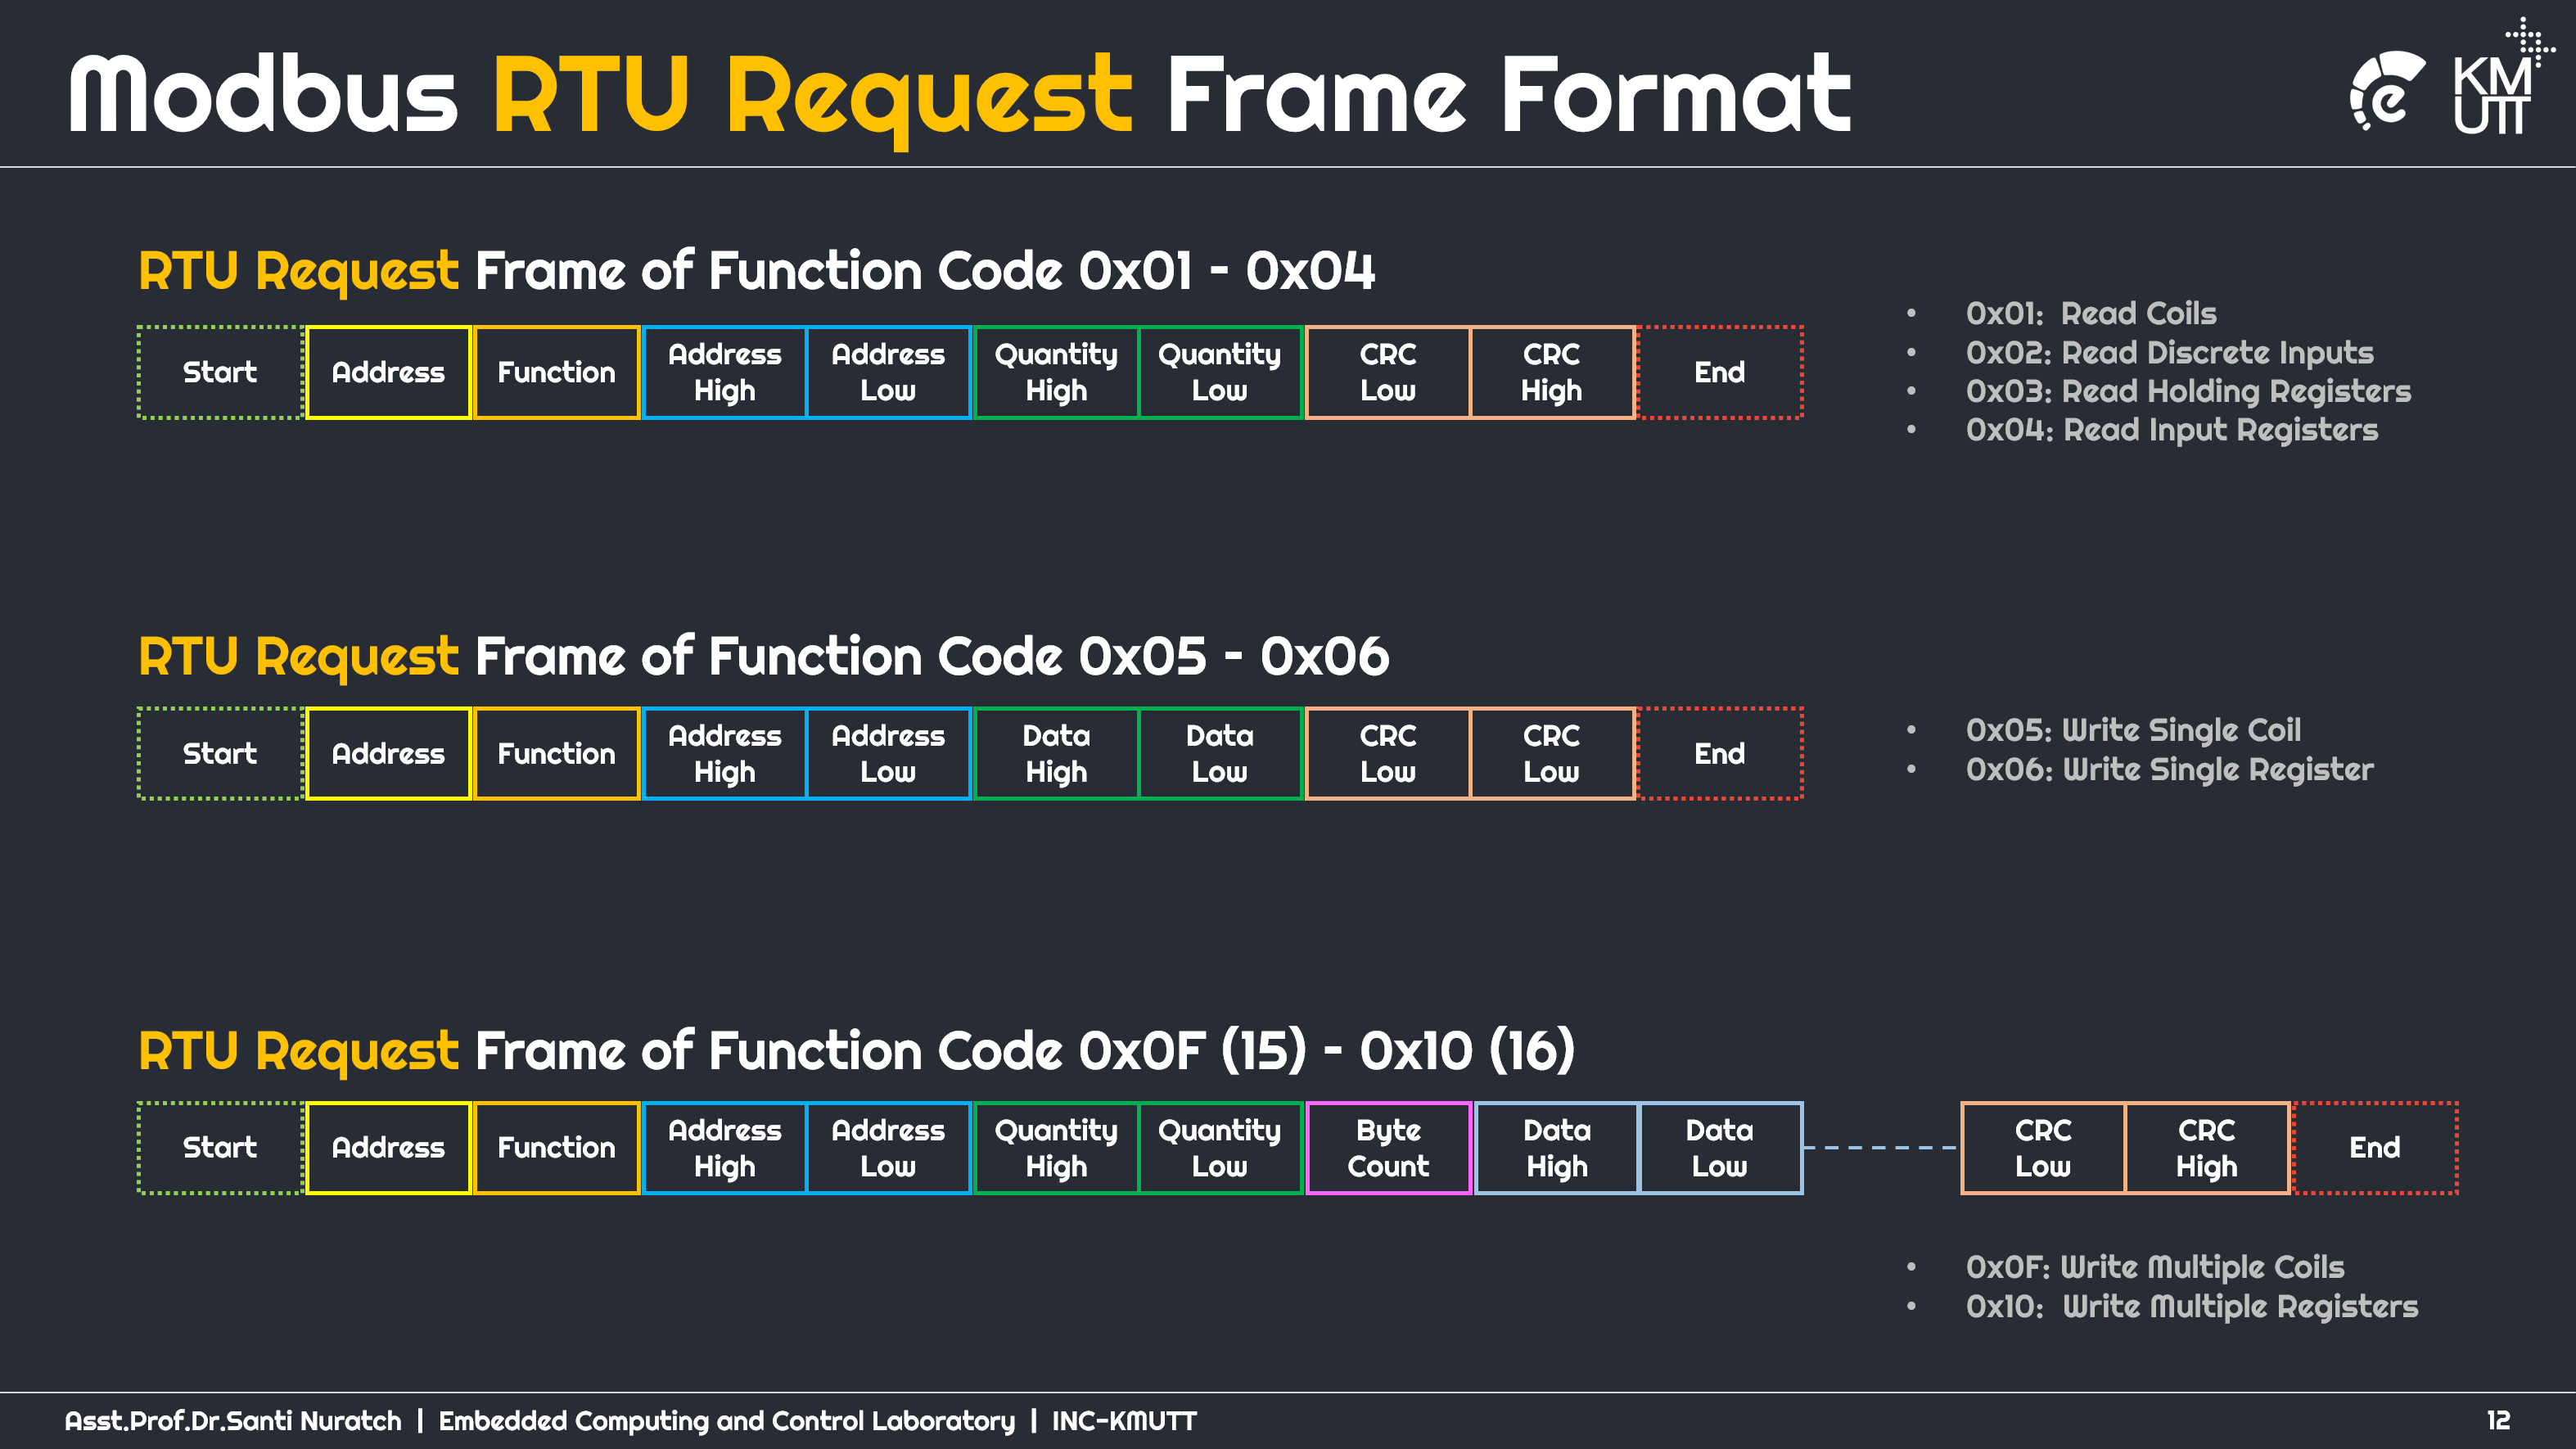 Modbus RTU Request Frame Format
KM
UTT
RTU Request Frame of Function Code 0x01 - 0x04
Start Address Function Address High Address Low Quantity High Quantity Low CRC Low CRC High End
• 0x01: Read Coils
• 0x02: Read Discrete Inputs
• 0x03: Read Holding Registers
• 0x04: Read Input Registers
RTU Request Frame of Function Code 0x05 - 0x06
Start Address Function Address High Address Low Data High Data Low CRC Low CRC Low End
• 0x05: Write Single Coil
• 0x06: Write Single Register
RTU Request Frame of Function Code 0x0F (15) - 0x10 (16)
Start Address Function Address High Address Low Quantity High Quantity Low Byte Count Data High Data Low CRC Low CRC High End
• 0x0F: Write Multiple Coils
• 0x10: Write Multiple Registers
Asst.Prof.Dr.Santi Nuratch | Embedded Computing and Control Laboratory | INC-KMUTT
12